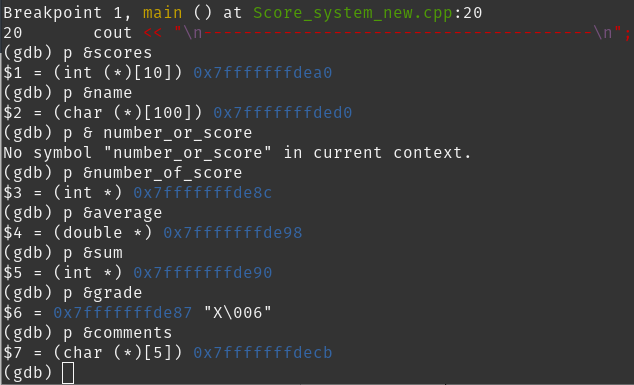 Breakpoint 1, main () at Score_system_new.cpp:20
20 cout << "\n---------------------------------------\n";
(gdb) p &scores
$1 = (int (*)[10]) 0x7fffffffdea0
(gdb) p &name
$2 = (char (*)[100]) 0x7fffffffded0
(gdb) p & number_or_score
No symbol "number_or_score" in current context.
(gdb) p &number_of_score
$3 = (int *) 0x7fffffffde8c
(gdb) p &average
$4 = (double *) 0x7fffffffde98
(gdb) p &sum
$5 = (int *) 0x7fffffffde90
(gdb) p &grade
$6 = 0x7fffffffde87 "X\006"
(gdb) p &comments
$7 = (char (*)[5]) 0x7fffffffdecb
(gdb)